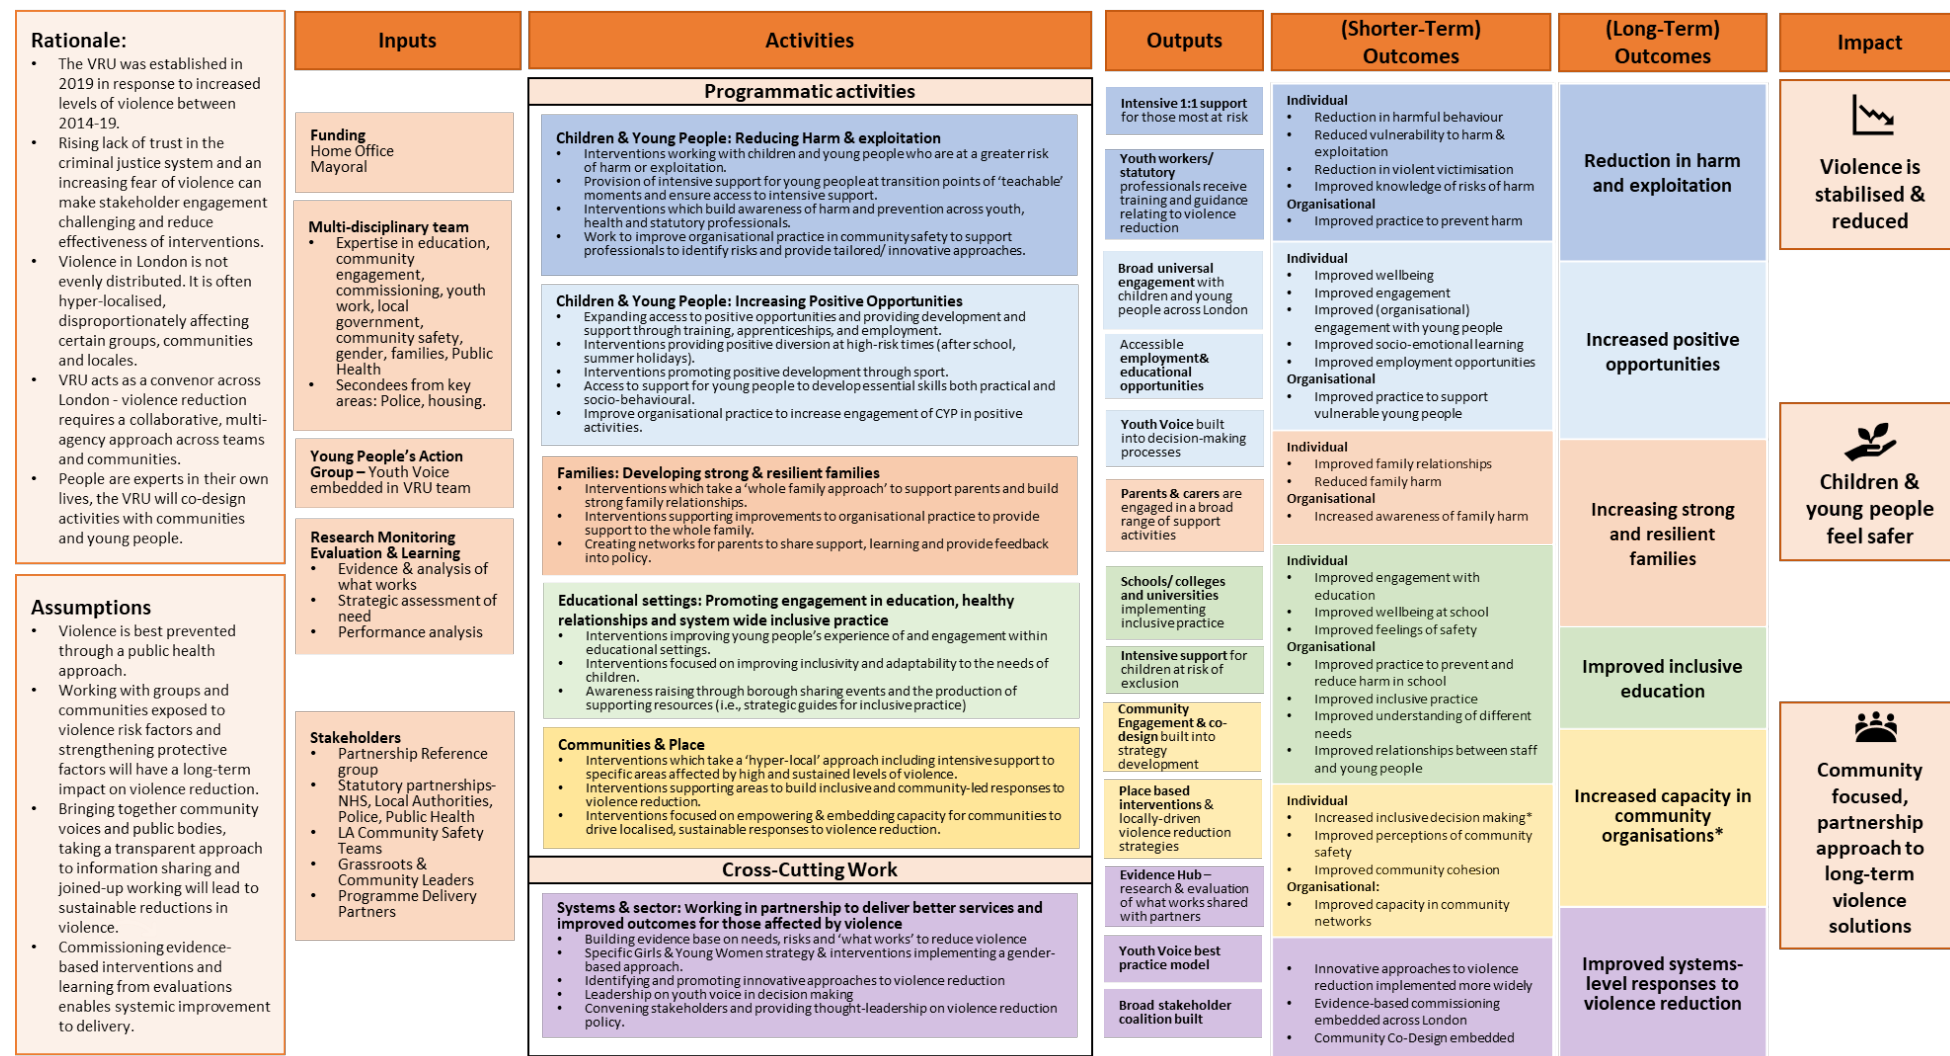 Rationale:
• The VRU was established in
2019 in response to increased
levels of violence between
2014-19.
• Rising lack of trust in the
criminal justice system and an
increasing fear of violence can
make stakeholder engagement
challenging and reduce
effectiveness of interventions.
• Violence in London is not
evenly distributed. It is often
hyper-localised,
disproportionately affecting
certain groups, communities
and locales.
• VRU acts as a convenor across
London - violence reduction
requires a collaborative, multi-
agency approach across teams
and communities.
• People are experts in their own
lives, the VRU will co-design
activities with communities
and young people.
Assumptions
• Violence is best prevented
through a public health
approach.
• Working with groups and
communities exposed to
violence risk factors and
strengthening protective
factors will have a long-term
impact on violence reduction.
• Bringing together community
voices and public bodies,
taking a transparent approach
to information sharing and
joined-up working will lead to
sustainable reductions in
violence.
• Commissioning evidence-
based interventions and
learning from evaluations
enables systemic improvement
to delivery.
Inputs
Funding
Home Office
Mayoral
Multi-disciplinary team
• Expertise in education,
community
engagement,
commissioning, youth
work, local
government,
community safety,
gender, families, Public
Health
• Secondees from key
areas: Police, housing.
Young People's Action
Group – Youth Voice
embedded in VRU team
Research Monitoring
Evaluation & Learning
• Evidence & analysis of
what works
• Strategic assessment of
need
• Performance analysis
Stakeholders
• Partnership Reference
group
• Statutory partnerships-
NHS, Local Authorities,
Police, Public Health
• LA Community Safety
Teams
• Grassroots &
Community Leaders
• Programme Delivery
Partners
Activities
Programmatic activities
Children & Young People: Reducing Harm & exploitation
• Interventions working with children and young people who are at a greater risk
of harm or exploitation.
• Provision of intensive support for young people at transition points of 'teachable'
moments and ensure access to intensive support.
• Interventions which build awareness of harm and prevention across youth,
health and statutory professionals.
• Work to improve organisational practice in community safety to support
professionals to identify risks and provide tailored/ innovative approaches.
Children & Young People: Increasing Positive Opportunities
• Expanding access to positive opportunities and providing development and
support through training, apprenticeships, and employment.
• Interventions providing positive diversion at high-risk times (after school,
summer holidays).
• Interventions promoting positive development through sport.
• Access to support for young people to develop essential skills both practical and
socio-behavioural.
• Improve organisational practice to increase engagement of CYP in positive
activities.
Families: Developing strong & resilient families
• Interventions which take a 'whole family approach' to support parents and build
strong family relationships.
• Interventions supporting improvements to organisational practice to provide
support to the whole family.
• Creating networks for parents to share support, learning and provide feedback
into policy.
Educational settings: Promoting engagement in education, healthy
relationships and system wide inclusive practice
• Interventions improving young people's experience of and engagement within
educational settings.
• Interventions focused on improving inclusivity and adaptability to the needs of
children.
• Awareness raising through borough sharing events and the production of
supporting resources (i.e., strategic guides for inclusive practice)
Communities & Place
• Interventions which take a 'hyper-local' approach including intensive support to
specific areas affected by high and sustained levels of violence.
• Interventions supporting areas to build inclusive and community-led responses to
violence reduction.
• Interventions focused on empowering & embedding capacity for communities to
drive localised, sustainable responses to violence reduction.
Cross-Cutting Work
Systems & sector: Working in partnership to deliver better services and
improved outcomes for those affected by violence
• Building evidence base on needs, risks and 'what works' to reduce violence
• Specific Girls & Young Women strategy & interventions implementing a gender-
based approach.
• Identifying and promoting innovative approaches to violence reduction
• Leadership on youth voice in decision making
• Convening stakeholders and providing thought-leadership on violence reduction
policy.
Outputs
Intensive 1:1 support
for those most at risk
Youth workers/
statutory
professionals receive
training and guidance
relating to violence
reduction
Broad universal
engagement with
children and young
people across London
Accessible
employment&
educational
opportunities
Youth Voice built
into decision-making
processes
Parents & carers are
engaged in a broad
range of support
activities
Schools/ colleges
and universities
implementing
inclusive practice
Intensive support for
children at risk of
exclusion
Community
Engagement & co-
design built into
strategy
development
Place based
interventions &
locally-driven
violence reduction
strategies
Evidence Hub –
research & evaluation
of what works shared
with partners
Youth Voice best
practice model
Broad stakeholder
coalition built
(Shorter-Term)
Outcomes
Individual
• Reduction in harmful behaviour
• Reduced vulnerability to harm &
exploitation
• Reduction in violent victimisation
• Improved knowledge of risks of harm
Organisational
• Improved practice to prevent harm
Individual
• Improved wellbeing
• Improved engagement
• Improved (organisational)
engagement with young people
• Improved socio-emotional learning
• Improved employment opportunities
Organisational
• Improved practice to support
vulnerable young people
Individual
• Improved family relationships
• Reduced family harm
Organisational
• Increased awareness of family harm
Individual
• Improved engagement with
education
• Improved wellbeing at school
• Improved feelings of safety
Organisational
• Improved practice to prevent and
reduce harm in school
• Improved inclusive practice
• Improved understanding of different
needs
• Improved relationships between staff
and young people
Individual
• Increased inclusive decision making*
• Improved perceptions of community
safety
• Improved community cohesion
Organisational:
• Improved capacity in community
networks
• Innovative approaches to violence
reduction implemented more widely
• Evidence-based commissioning
embedded across London
• Community Co-Design embedded
(Long-Term)
Outcomes
Reduction in harm
and exploitation
Increased positive
opportunities
Increasing strong
and resilient
families
Improved inclusive
education
Increased capacity in
community
organisations*
Improved systems-
level responses to
violence reduction
Impact
Violence is
stabilised &
reduced
Children &
young people
feel safer
Community
focused,
partnership
approach to
long-term
violence
solutions